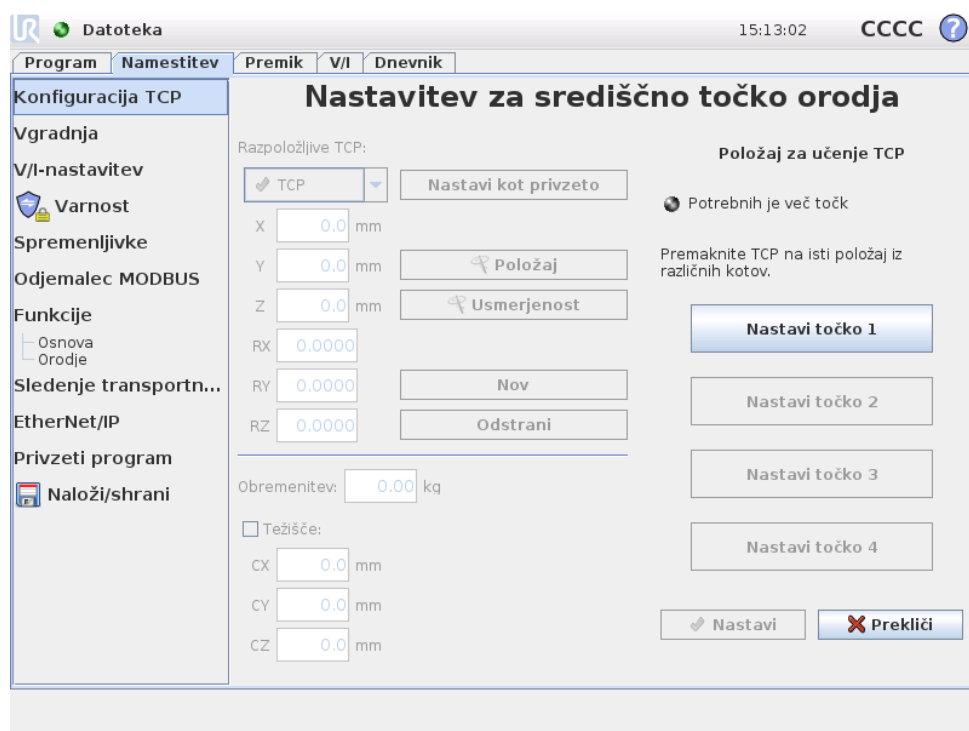 UR Datoteka 15:13:02 CCCC ?
Program Namestitev Premik V/I Dnevnik
Konfiguracija TCP
Vgradnja
V/I-nastavitev
Varnost
Spremenljivke
Odjemalec MODBUS
Funkcije
Osnova
Orodje
Sledenje transportn...
EtherNet/IP
Privzeti program
Naloži/shrani
Nastavitev za središčno točko orodja
Razpoložljive TCP:
TCP Nastavi kot privzeto
X 0.0 mm
Y 0.0 mm Položaj
Z 0.0 mm Usmerjenost
RX 0.0000
RY 0.0000 Nov
RZ 0.0000 Odstrani
Obremenitev: 0.00 kg
Težišče:
CX 0.0 mm
CY 0.0 mm
CZ 0.0 mm
Položaj za učenje TCP
Potrebnih je več točk
Premaknite TCP na isti položaj iz
različnih kotov.
Nastavi točko 1
Nastavi točko 2
Nastavi točko 3
Nastavi točko 4
Nastavi Prekliči